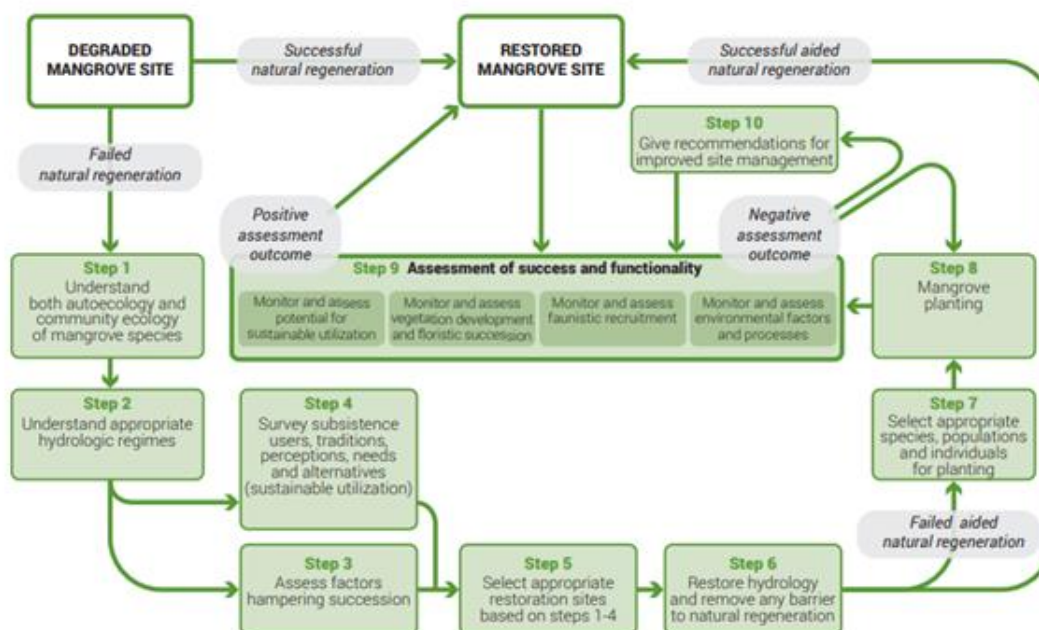 DEGRADED
MANGROVE SITE
Successful
natural regeneration
RESTORED
MANGROVE SITE
Successful aided
natural regeneration
Failed
natural regeneration
Step 10
Give recommendations for
improved site management
Positive
assessment
outcome
Negative
assessment
outcome
Step 1
Understand
both autoecology and
community ecology
of mangrove species
Step 9 Assessment of success and functionality
Monitor and assess
potential for
sustainable utilization
Monitor and assess
vegetation development
and floristic succession
Monitor and assess
faunistic recruitment
Monitor and assess
environmental factors
and processes
Step 8
Mangrove
planting
Step 2
Understand appropriate
hydrologic regimes
Step 4
Survey subsistence
users, traditions,
perceptions, needs
and alternatives
(sustainable utilization)
Step 7
Select appropriate
species, populations
and individuals
for planting
Failed aided
natural regeneration
Step 3
Assess factors
hampering succession
Step 5
Select appropriate
restoration sites
based on steps 1-4
Step 6
Restore hydrology
and remove any barrier
to natural regeneration